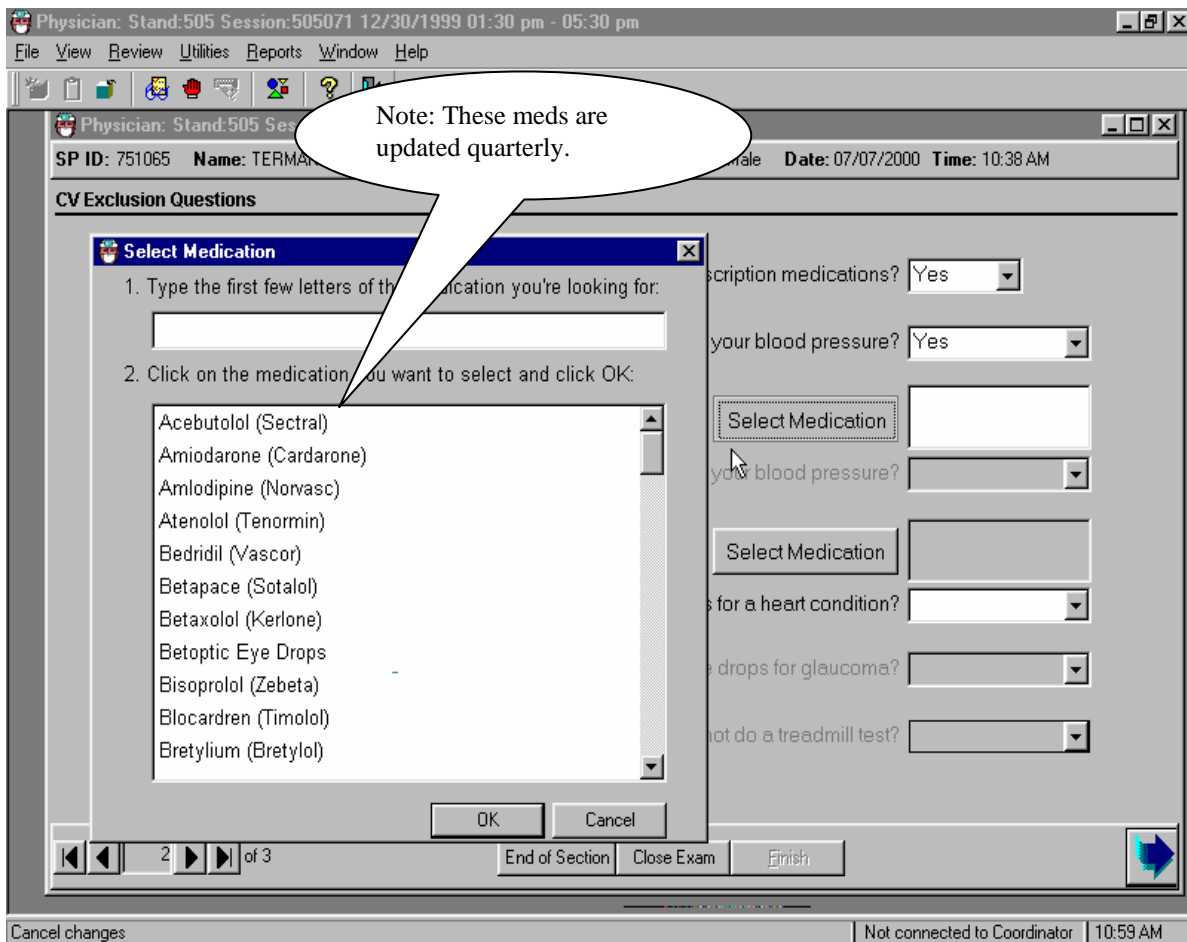 Physician: Stand:505 Session:505071 12/30/1999 01:30 pm - 05:30 pm
File View Review Utilities Reports Window Help
Note: These meds are
updated quarterly.
Physician: Stand:505 Ses
SP ID: 751065 Name: Date: 07/07/2000 Time: 10:38 AM
CV Exclusion Questions
Select Medication
1. Type the first few letters of the medication you're looking for:
2. Click on the medication you want to select and click OK:
Acebutolol (Sectral)
Amiodarone (Cardarone)
Amlodipine (Norvasc)
Atenolol (Tenormin)
Bedridil (Vascor)
Betapace (Sotalol)
Betaxolol (Kerlone)
Betoptic Eye Drops
Bisoprolol (Zebeta)
Blocardren (Timolol)
Bretylium (Bretylol)
OK Cancel
scription medications? Yes
your blood pressure? Yes
Select Medication
your blood pressure?
Select Medication
s for a heart condition?
drops for glaucoma?
not do a treadmill test?
2 of 3 End of Section Close Exam Finish
Cancel changes Not connected to Coordinator 10:59 AM